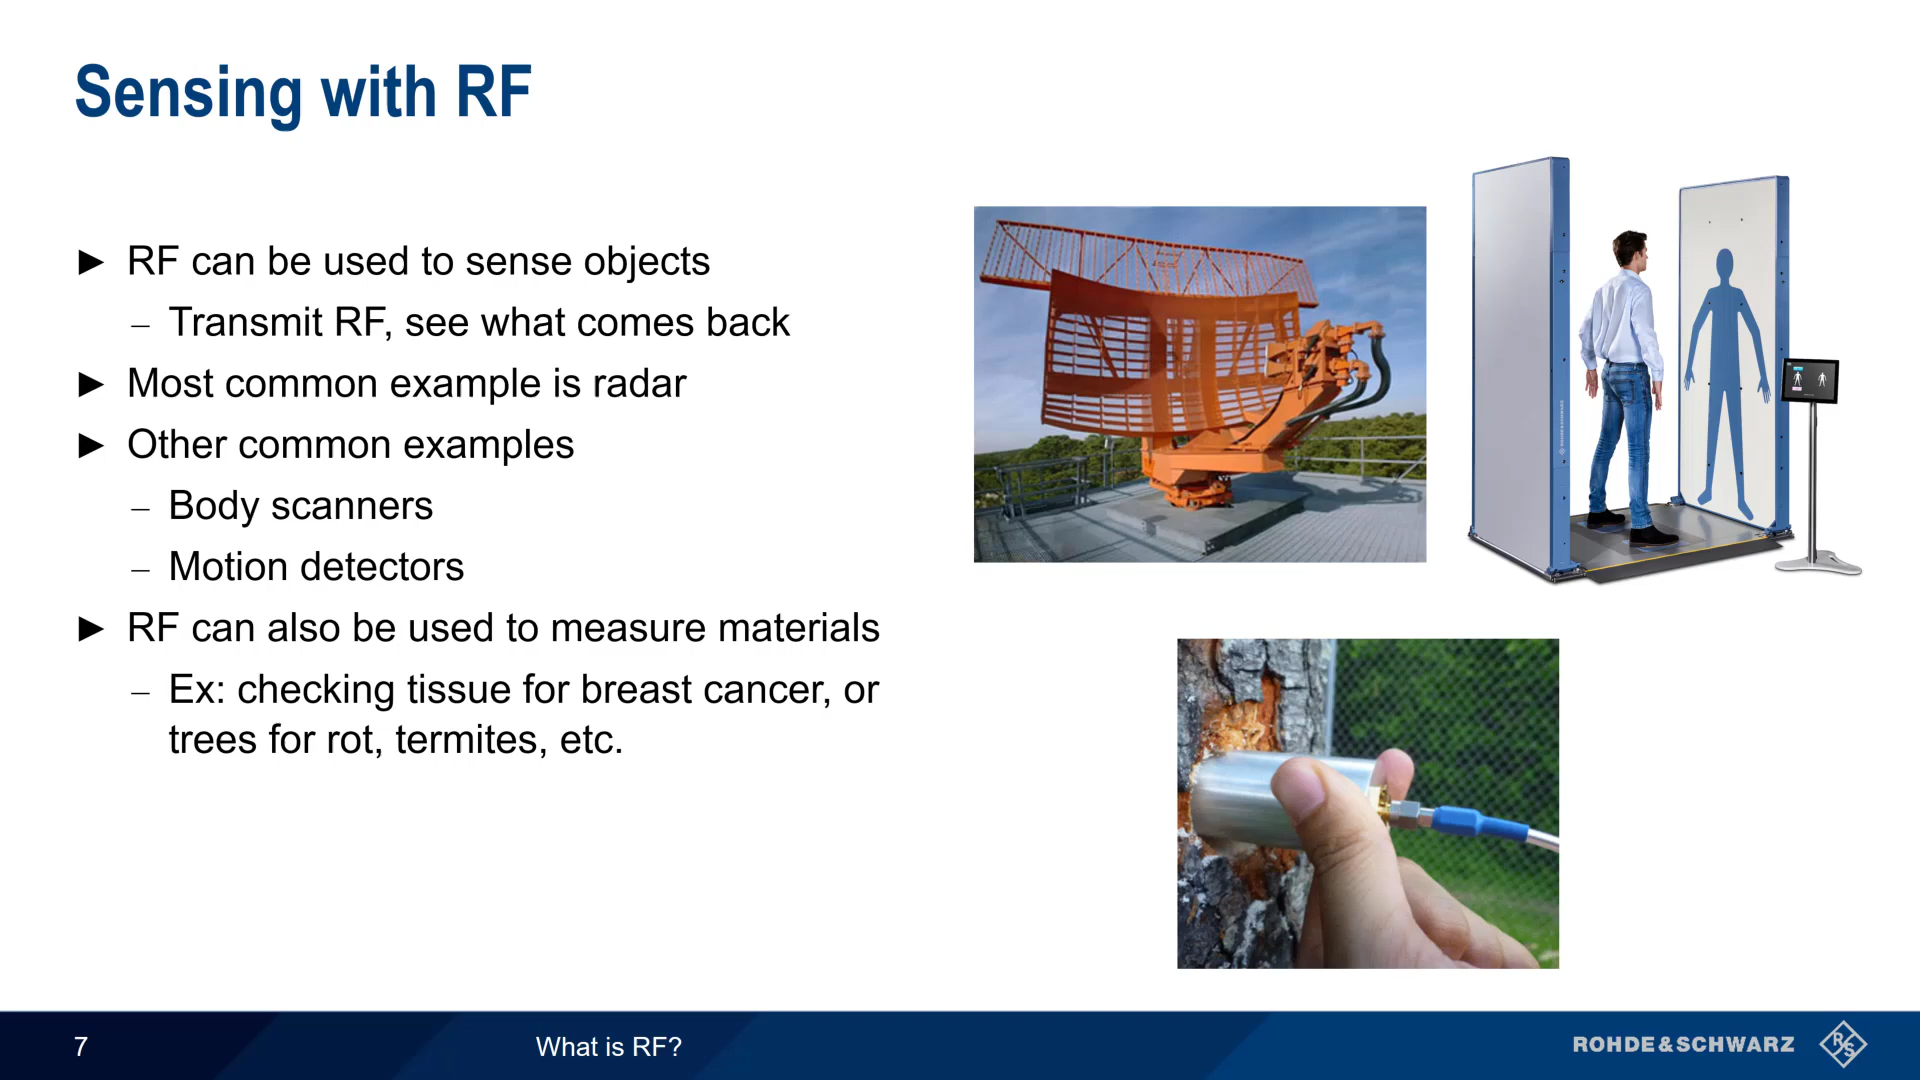 Sensing with RF
► RF can be used to sense objects
– Transmit RF, see what comes back
► Most common example is radar
► Other common examples
– Body scanners
– Motion detectors
► RF can also be used to measure materials
– Ex: checking tissue for breast cancer, or
trees for rot, termites, etc.
7
What is RF?
ROHDE&SCHWARZ
R&S